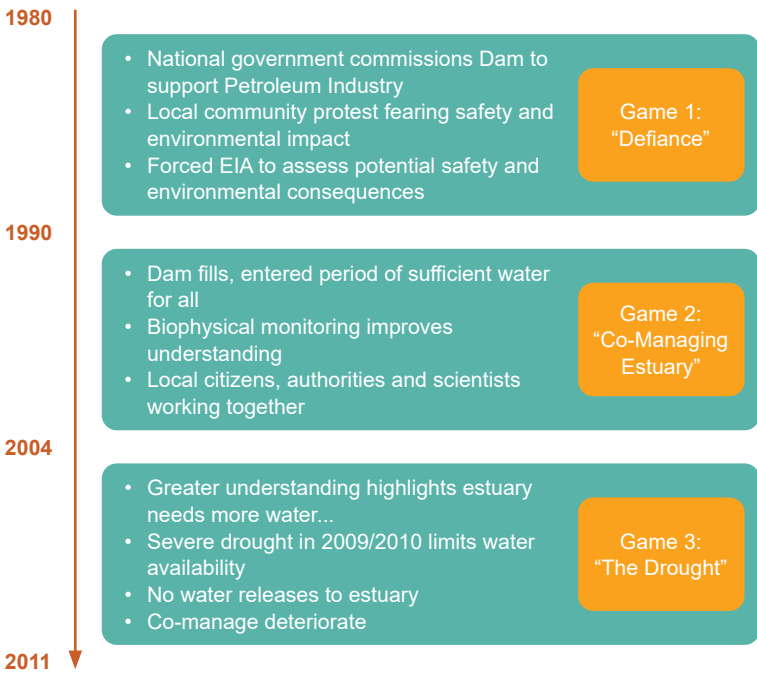 1980
• National government commissions Dam to
support Petroleum Industry
• Local community protest fearing safety and
environmental impact
• Forced EIA to assess potential safety and
environmental consequences
Game 1:
“Defiance”
1990
• Dam fills, entered period of sufficient water
for all
• Biophysical monitoring improves
understanding
• Local citizens, authorities and scientists
working together
Game 2:
“Co-Managing
Estuary”
2004
• Greater understanding highlights estuary
needs more water...
• Severe drought in 2009/2010 limits water
availability
• No water releases to estuary
• Co-manage deteriorate
Game 3:
“The Drought”
2011